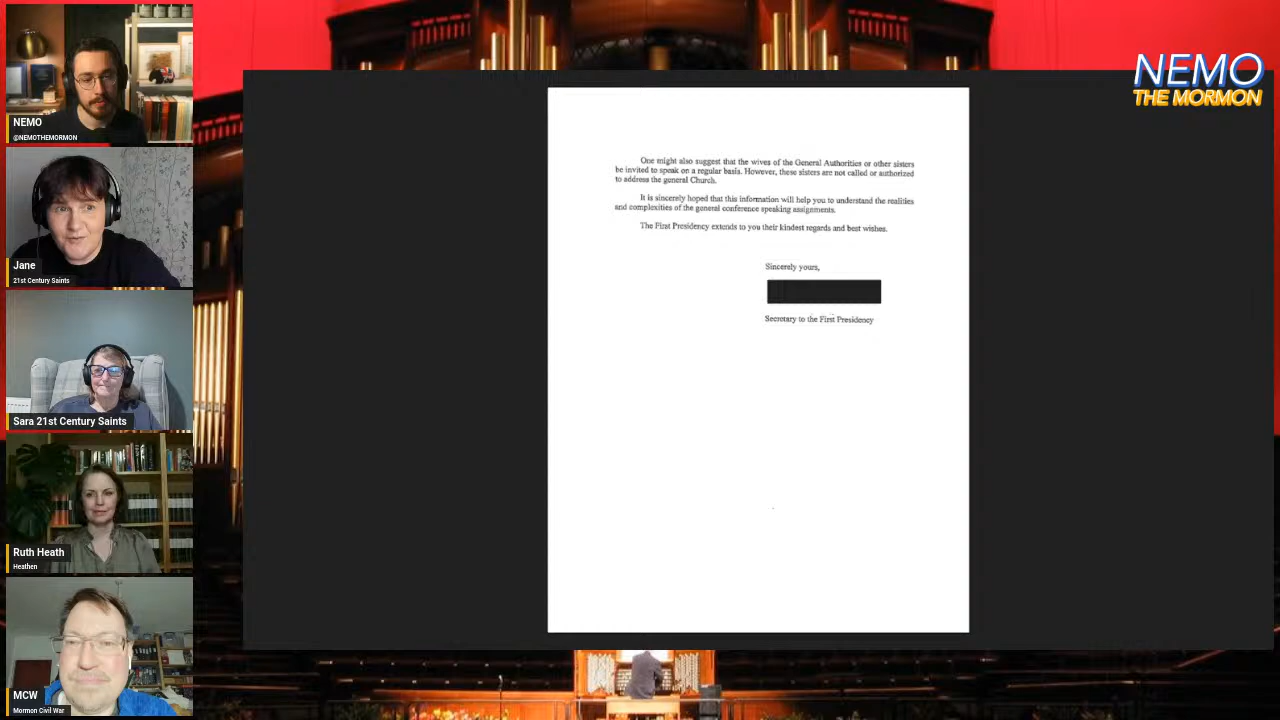 NEMO
@NEMOTHEMORMON
Jane
21st Century Saints
Sara 21st Century Saints
Ruth Heath
Heathen
MCW
Mormon Civil War
One might also suggest that the wives of the General Authorities or other sisters
be invited to speak on a regular basis. However, these sisters are not called or authorized
to address the general Church.
It is sincerely hoped that this information will help you to understand the realities
and complexities of the general conference speaking assignments.
The First Presidency extends to you their kindest regards and best wishes.
Sincerely yours,
Secretary to the First Presidency
NEMO
THE MORMON